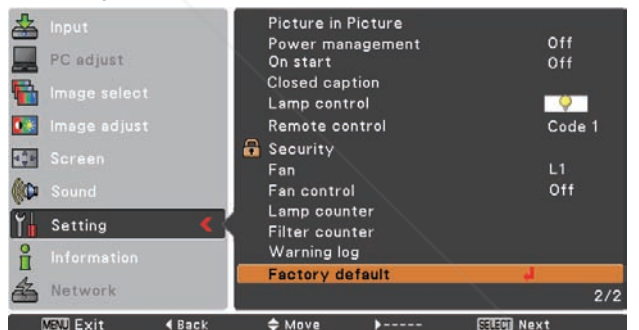 Input
PC adjust
Image select
Image adjust
Screen
Sound
Setting
Information
Network
Picture in Picture
Power management Off
On start Off
Closed caption
Lamp control
Remote control Code 1
Security
Fan L1
Fan control Off
Lamp counter
Filter counter
Warning log
Factory default
2/2
MENU Exit Back Move ----- SELECT Next